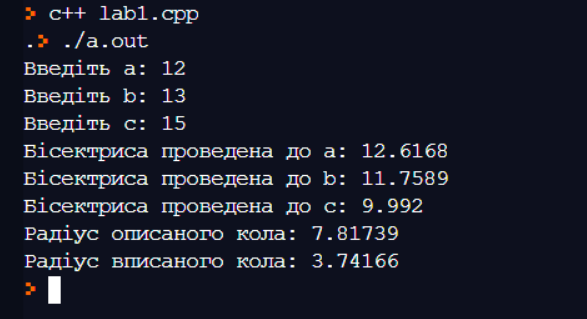 > c++ lab1.cpp
.> ./a.out
Введіть a: 12
Введіть b: 13
Введіть c: 15
Бісектриса проведена до a: 12.6168
Бісектриса проведена до b: 11.7589
Бісектриса проведена до c: 9.992
Радіус описаного кола: 7.81739
Радіус вписаного кола: 3.74166
>